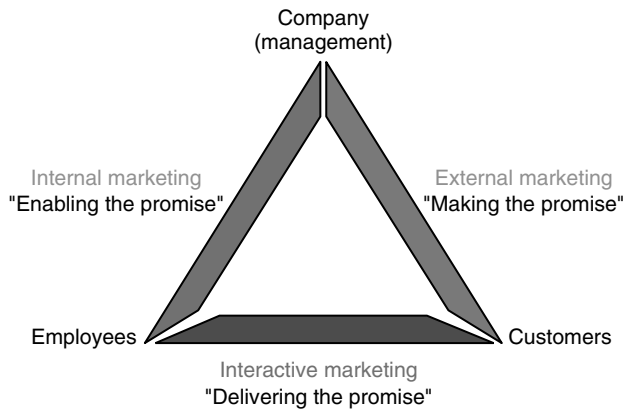 Company
(management)
Internal marketing
"Enabling the promise"
External marketing
"Making the promise"
Employees
Customers
Interactive marketing
"Delivering the promise"